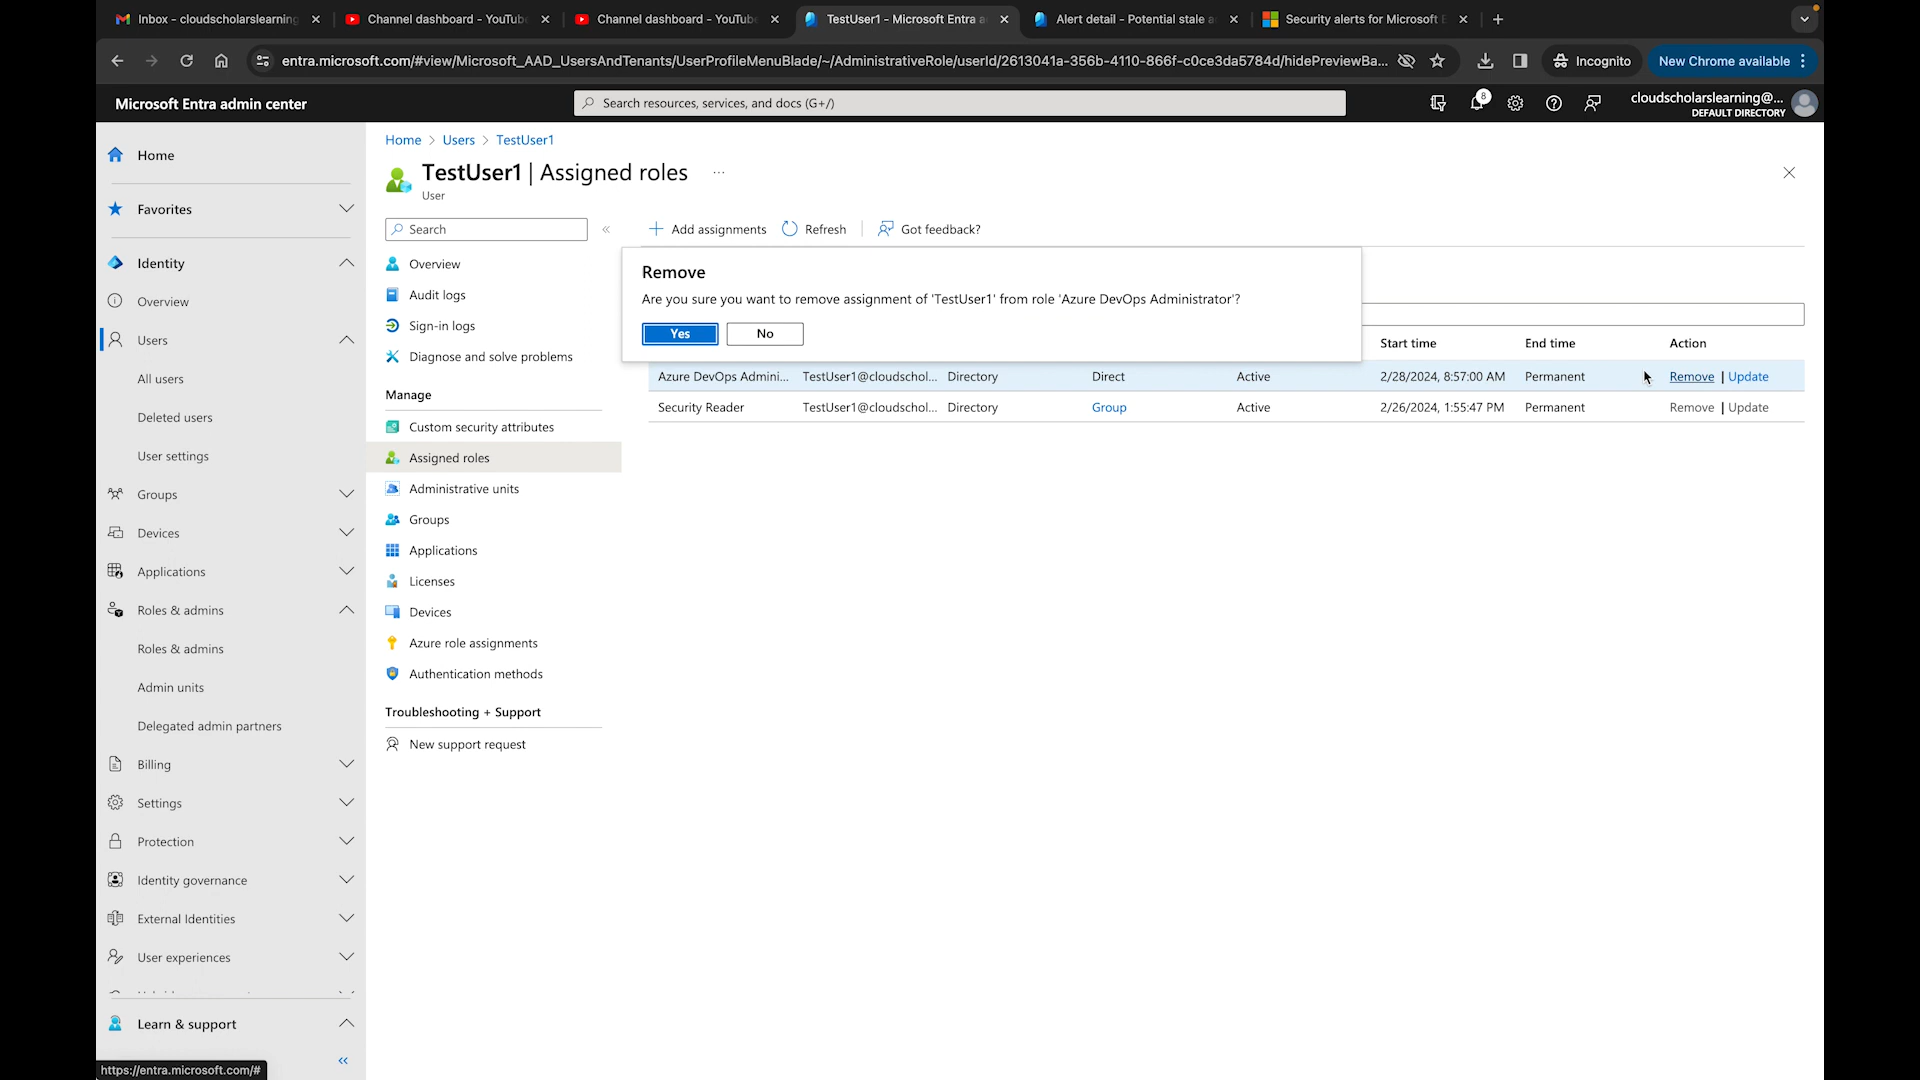 Inbox - cloudscholarslearning
Channel dashboard - YouTube
Channel dashboard - YouTube
TestUser1 - Microsoft Entra a
Alert detail - Potential stale a
Security alerts for Microsoft E
entra.microsoft.com/#view/Microsoft_AAD_UsersAndTenants/UserProfileMenuBlade/~/AdministrativeRole/userId/2613041a-356b-4110-866f-c0ce3da5784d/hidePreviewBa...
Incognito
New Chrome available
Microsoft Entra admin center
Search resources, services, and docs (G+/)
8
cloudscholarslearning@...
DEFAULT DIRECTORY
Home
Favorites
Identity
Overview
Users
All users
Deleted users
User settings
Groups
Devices
Applications
Roles & admins
Roles & admins
Admin units
Delegated admin partners
Billing
Settings
Protection
Identity governance
External Identities
User experiences
Learn & support
https://entra.microsoft.com/#
Home > Users > TestUser1
TestUser1 | Assigned roles ...
User
Search
Overview
Audit logs
Sign-in logs
Diagnose and solve problems
Manage
Custom security attributes
Assigned roles
Administrative units
Groups
Applications
Licenses
Devices
Azure role assignments
Authentication methods
Troubleshooting + Support
New support request
Add assignments Refresh Got feedback?
Remove
Are you sure you want to remove assignment of 'TestUser1' from role 'Azure DevOps Administrator'?
Yes No
Start time End time Action
Azure DevOps Admini... TestUser1@cloudschol... Directory Direct Active 2/28/2024, 8:57:00 AM Permanent Remove | Update
Security Reader TestUser1@cloudschol... Directory Group Active 2/26/2024, 1:55:47 PM Permanent Remove | Update